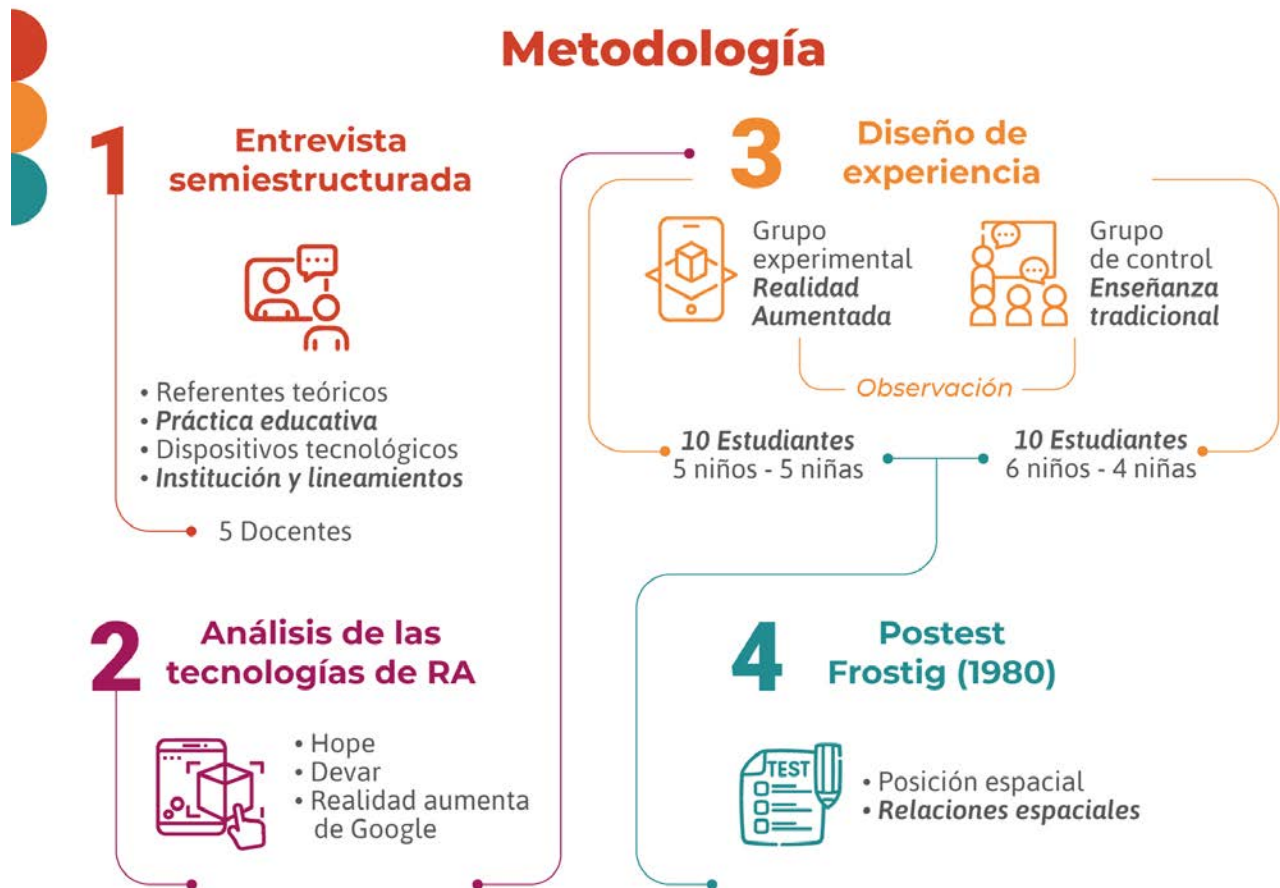 Metodología
1
Entrevista
semiestructurada
• Referentes teóricos
• Práctica educativa
• Dispositivos tecnológicos
• Institución y lineamientos
5 Docentes
2
Análisis de las
tecnologías de RA
• Hope
• Devar
• Realidad aumenta
de Google
3
Diseño de
experiencia
Grupo
experimental
Realidad
Aumentada
Grupo
de control
Enseñanza
tradicional
Observación
10 Estudiantes
5 niños - 5 niñas
10 Estudiantes
6 niños - 4 niñas
4
Postest
Frostig (1980)
TEST
• Posición espacial
• Relaciones espaciales